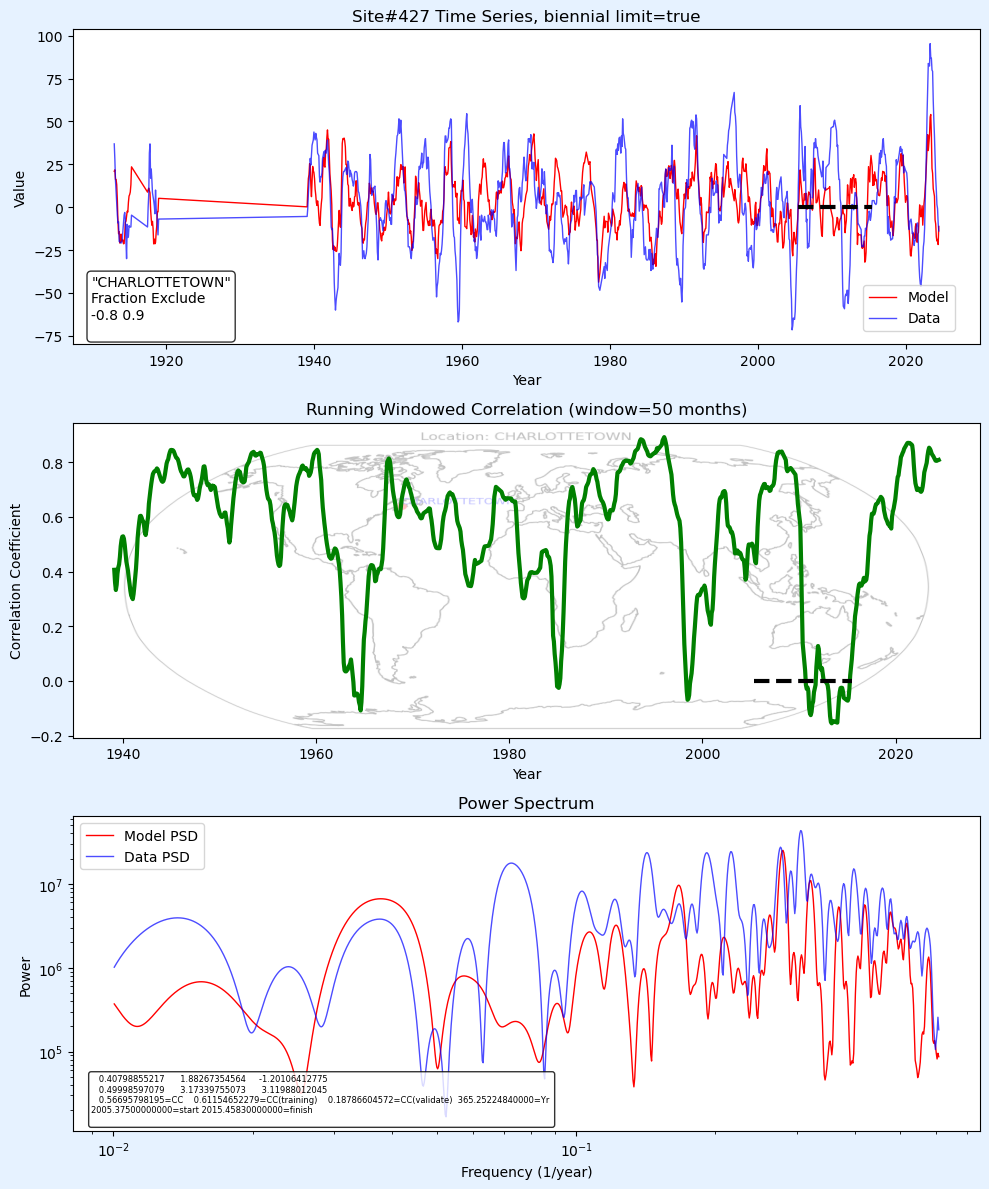 Site#427 Time Series, biennial limit=true
100
75
50
25
0
−25
−50
−75
Value
"CHARLOTTETOWN"
Fraction Exclude
-0.8 0.9
Model
Data
1920 1940 1960 1980 2000 2020
Year
Running Windowed Correlation (window=50 months)
Location: CHARLOTTETOWN
CHARLOTTETOWN
0.8
0.6
0.4
0.2
0.0
−0.2
Correlation Coefficient
1940 1960 1980 2000 2020
Year
Power Spectrum
Model PSD
Data PSD
10⁷
10⁶
10⁵
Power
0.40798855217 1.88267354564 -1.20106412775
0.49998597079 3.17339755073 3.11988012045
0.56695798195=CC 0.61154652279=CC(training) 0.18786604572=CC(validate) 365.25224840000=Yr
2005.37500000000=start 2015.45830000000=finish
10⁻² 10⁻¹
Frequency (1/year)